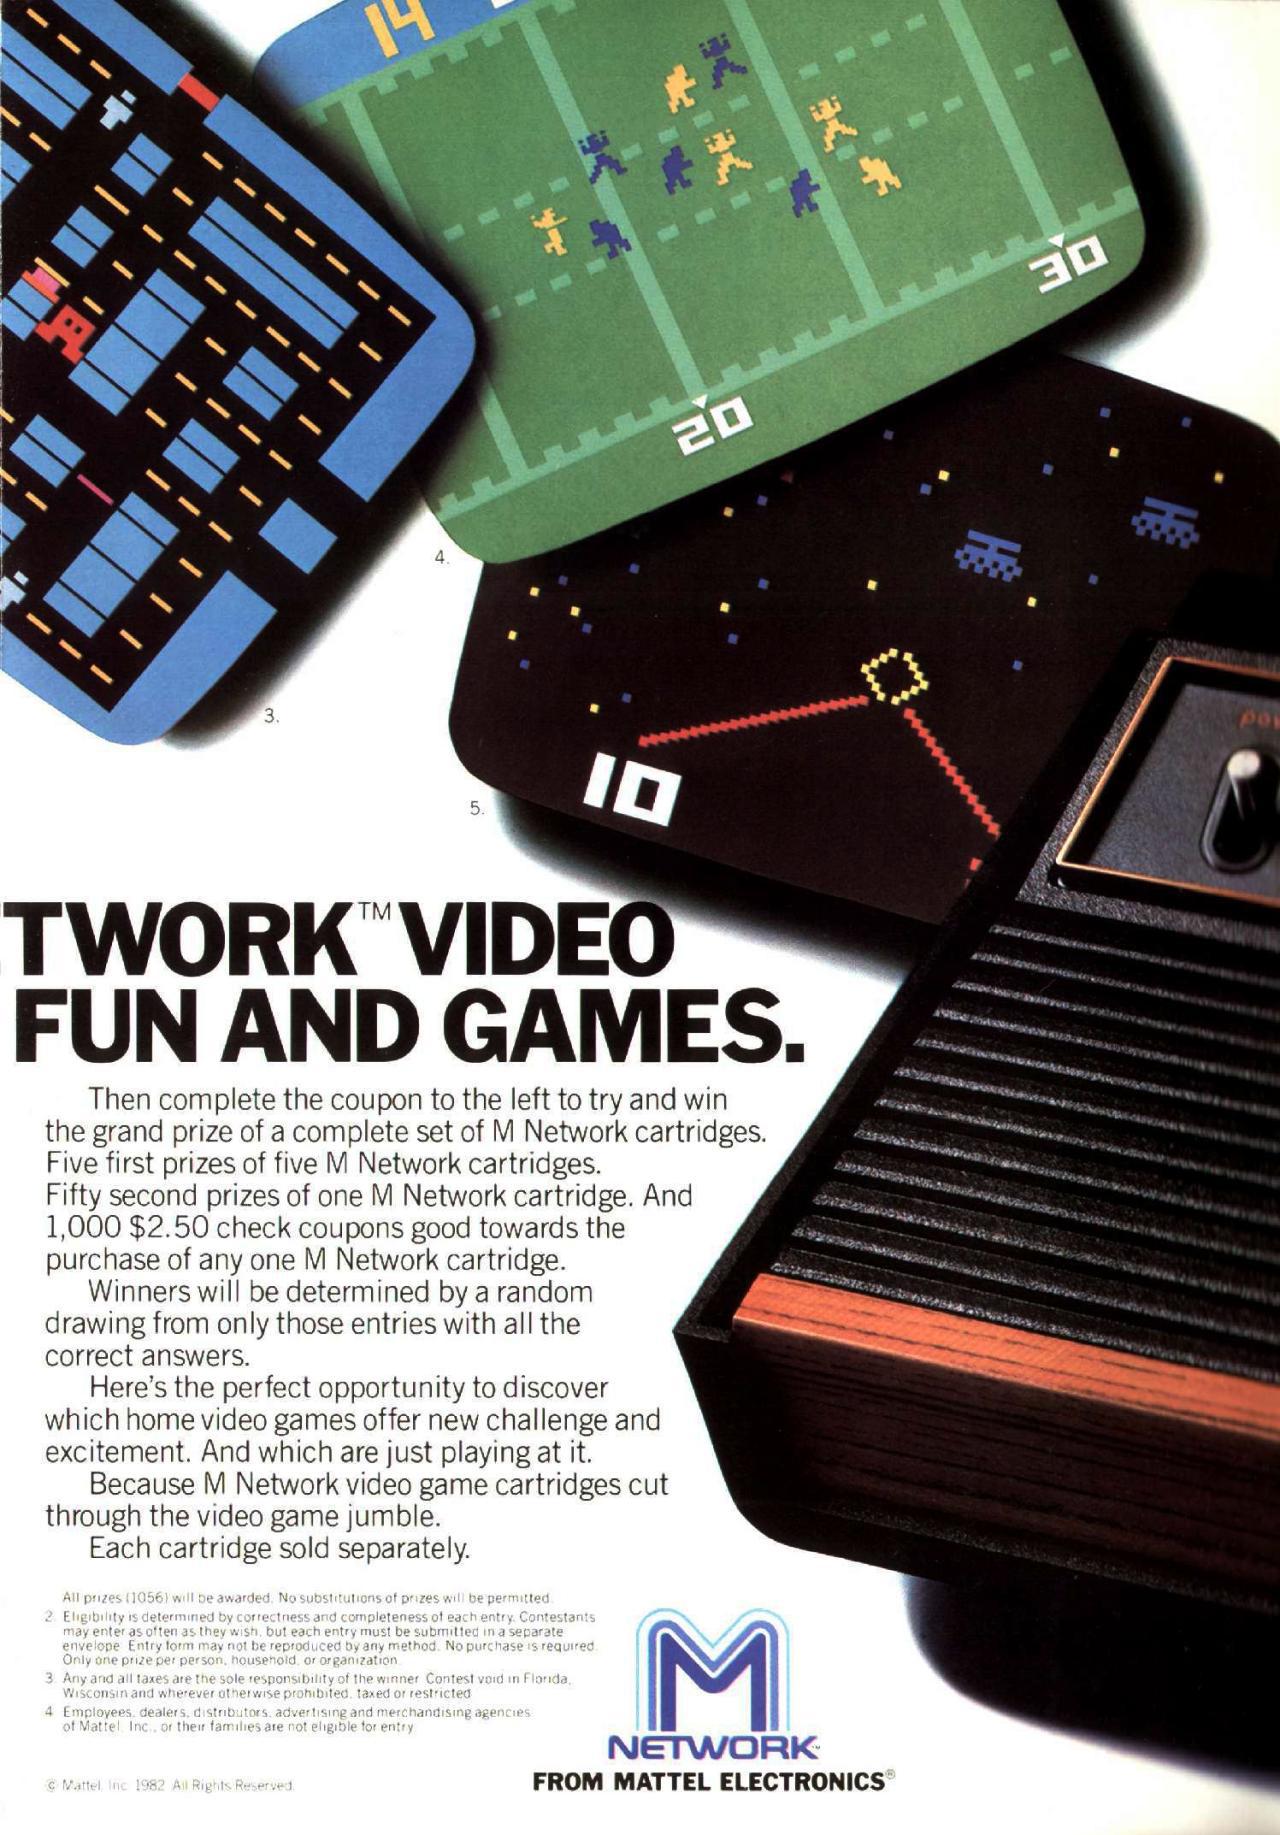 14
30
20
4.
3.
10
5.
TWORK™ VIDEO
FUN AND GAMES.
Then complete the coupon to the left to try and win
the grand prize of a complete set of M Network cartridges.
Five first prizes of five M Network cartridges.
Fifty second prizes of one M Network cartridge. And
1,000 $2.50 check coupons good towards the
purchase of any one M Network cartridge.
Winners will be determined by a random
drawing from only those entries with all the
correct answers.
Here's the perfect opportunity to discover
which home video games offer new challenge and
excitement. And which are just playing at it.
Because M Network video game cartridges cut
through the video game jumble.
Each cartridge sold separately.
All prizes (1056) will be awarded. No substitutions of prizes will be permitted.
2 Eligibility is determined by correctness and completeness of each entry. Contestants
may enter as often as they wish, but each entry must be submitted in a separate
envelope. Entry form may not be reproduced by any method. No purchase is required.
Only one prize per person, household, or organization.
3 Any and all taxes are the sole responsibility of the winner. Contest void in Florida,
Wisconsin and wherever otherwise prohibited, taxed or restricted
4 Employees, dealers, distributors, advertising and merchandising agencies
of Mattel, Inc., or their families are not eligible for entry
© Mattel, Inc. 1982. All Rights Reserved.
M
NETWORK™
FROM MATTEL ELECTRONICS®